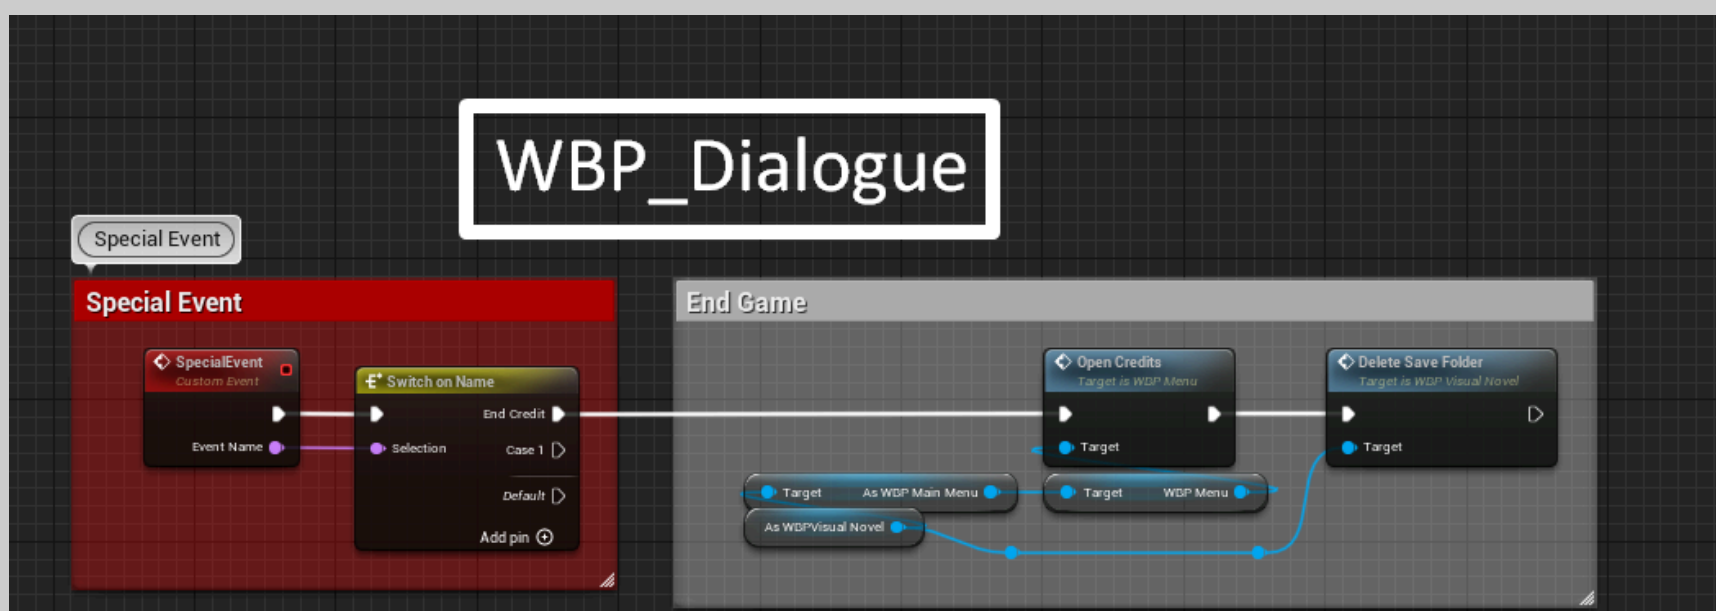 WBP_Dialogue
Special Event
Special Event
SpecialEvent
Custom Event
Event Name
Switch on Name
End Credit
Selection
Case 1
Default
Add pin
End Game
Open Credits
Target is WBP Menu
Target
Delete Save Folder
Target is WBP Visual Novel
Target
Target As WBP Main Menu
Target WBP Menu
As WBPVisual Novel